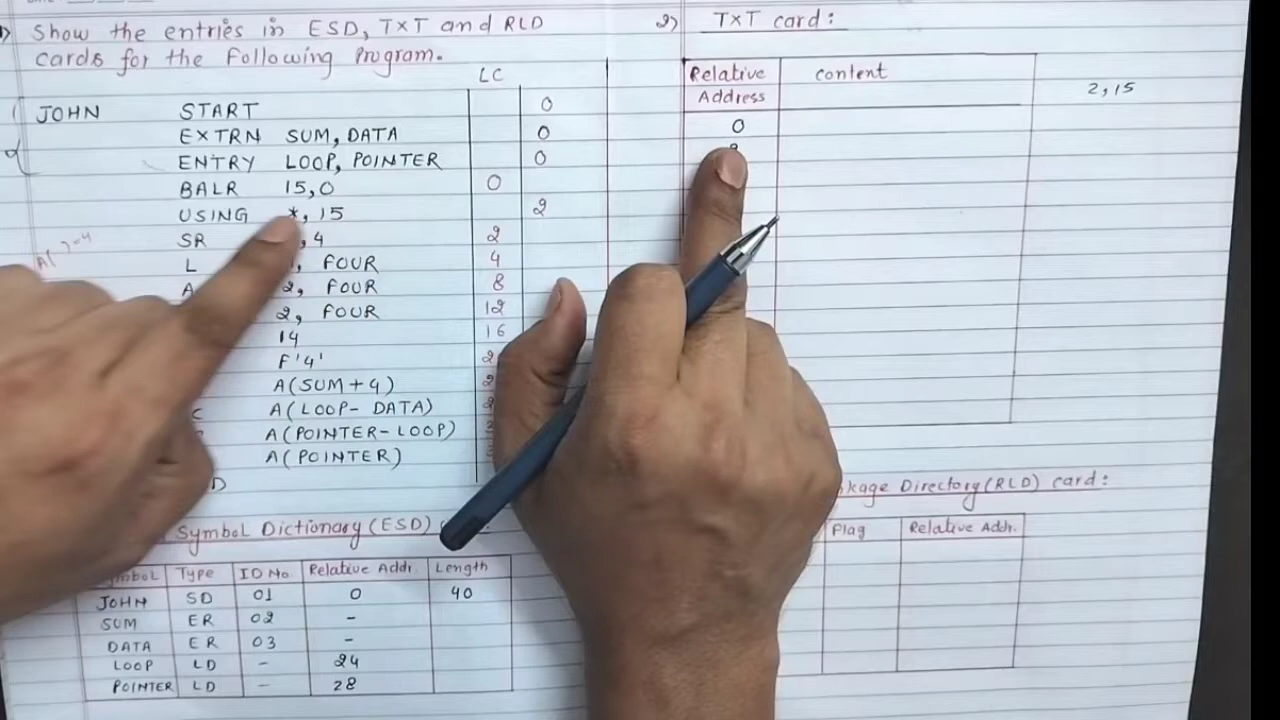 Show the entries in ESD, TXT and RLD
cards for the Following Program.
LC
JOHN START 0
EXTRN SUM, DATA 0
ENTRY LOOP, POINTER 0
BALR 15,0 0
USING *, 15 2
SR ,4 2
L , FOUR 4
A 2, FOUR 8
2, FOUR 12
14 16
F'4'
A(SUM+4)
A(LOOP-DATA)
A(POINTER-LOOP)
A(POINTER)
D
Symbol Dictionary (ESD)
Type ID No Relative Addr. Length
JOHN SD 01 0 40
SUM ER 02 -
DATA ER 03 -
LOOP LD - 24
POINTER LD - 28
2) TXT card:
Relative Address content
0
2,15
Directory (RLD) card:
Flag Relative Addr.